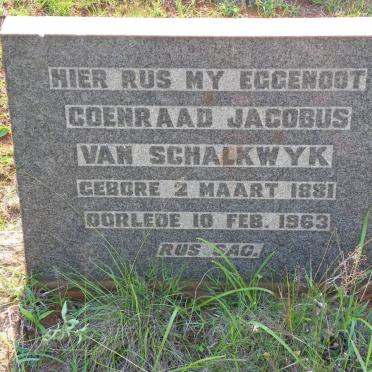 HIER RUS MY EGGENOOT
COENRAAD JACOBUS
VAN SCHALKWYK
GEBORE 2 MAART 1881
OORLEDE 10 FEB. 1963
RUS SAG.